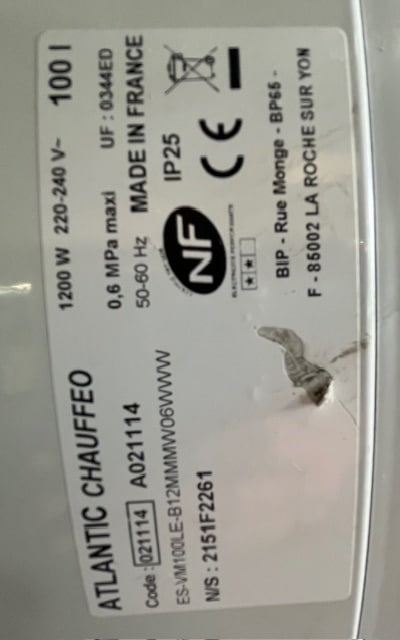 ATLANTIC CHAUFFEO 1200 W 220-240 V~ 100 l
Code : 021114 A021114 0,6 MPa maxi UF : 0344ED
ES-VM100LE-B12MMMW06WWW 50-60 Hz MADE IN FRANCE
N/S : 2151F2261
IP25
NF
CE
BIP - Rue Monge - BP65 -
F - 85002 LA ROCHE SUR YON